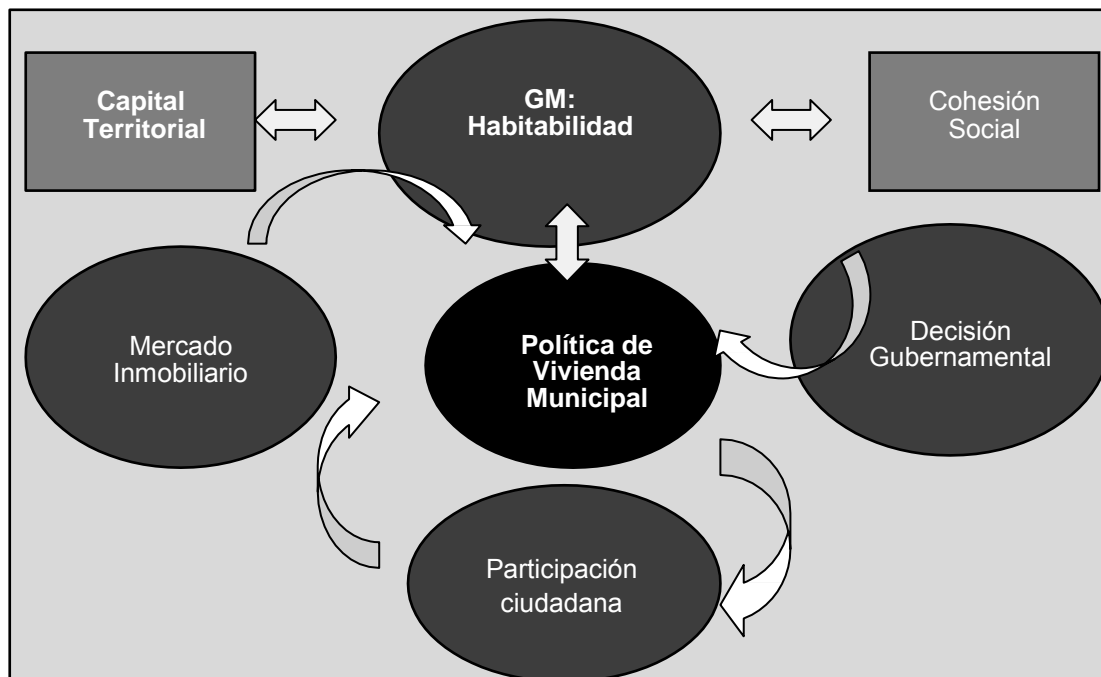 Capital
Territorial
GM:
Habitabilidad
Cohesión
Social
Mercado
Inmobiliario
Política de
Vivienda
Municipal
Decisión
Gubernamental
Participación
ciudadana